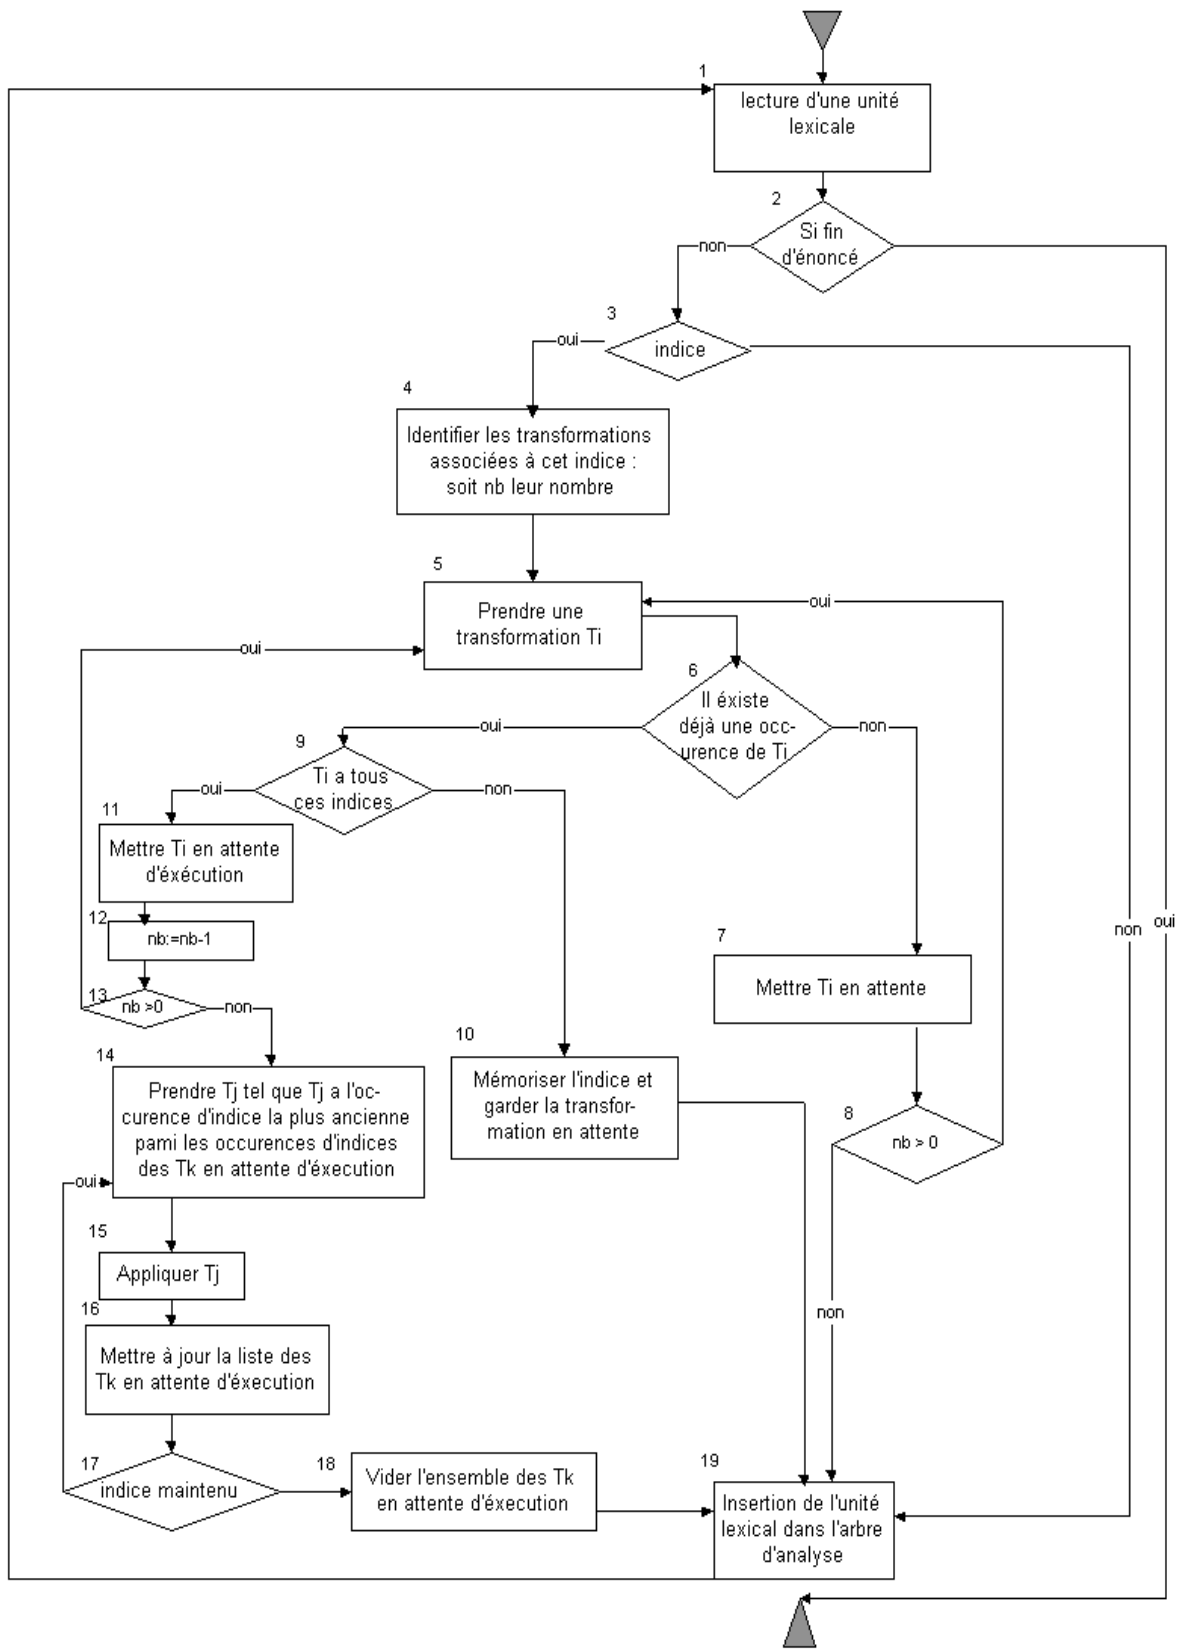 1
lecture d'une unité
lexicale
2
Si fin
d'énoncé
non
3
indice
oui
4
Identifier les transformations
associées à cet indice :
soit nb leur nombre
5
Prendre une
transformation Ti
oui
oui
6
Il éxiste
déjà une occ-
urence de Ti
oui
non
9
Ti a tous
ces indices
oui
non
11
Mettre Ti en attente
d'éxécution
12
nb:=nb-1
13
nb >0
non
7
Mettre Ti en attente
non
oui
14
Prendre Tj tel que Tj a l'oc-
curence d'indice la plus ancienne
pami les occurences d'indices
des Tk en attente d'éxecution
10
Mémoriser l'indice et
garder la transfor-
mation en attente
8
nb > 0
oui
15
Appliquer Tj
16
Mettre à jour la liste des
Tk en attente d'éxecution
non
17
indice maintenu
18
Vider l'ensemble des Tk
en attente d'éxecution
19
Insertion de l'unité
lexical dans l'arbre
d'analyse